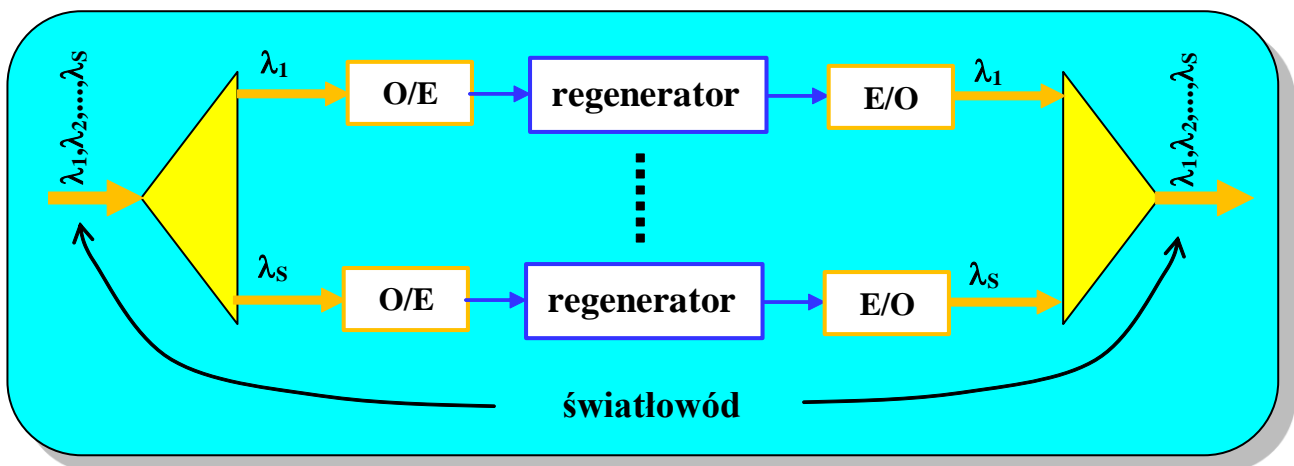 λ1,λ2,...,λS
λ1
O/E
regenerator
E/O
λ1
λ1,λ2,...,λS
λS
O/E
regenerator
E/O
λS
światłowód